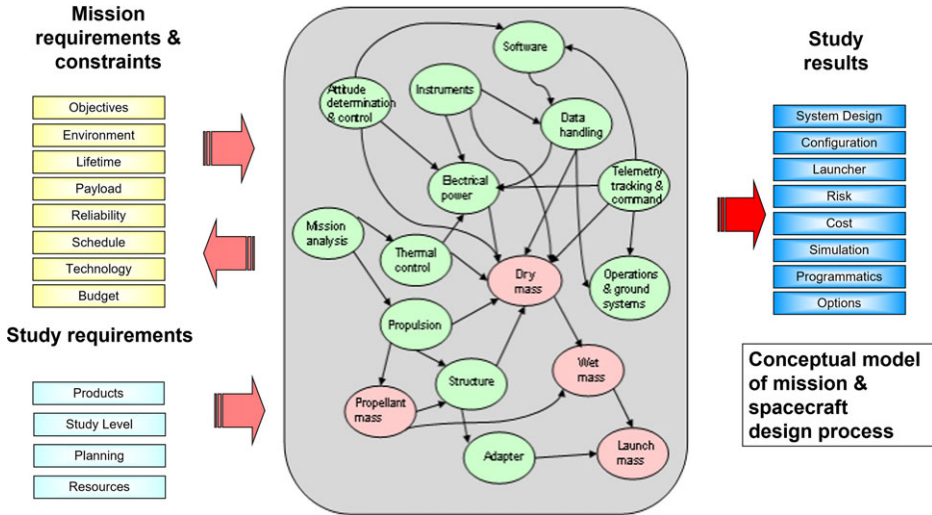 Mission
requirements &
constraints
Objectives
Environment
Lifetime
Payload
Reliability
Schedule
Technology
Budget
Study requirements
Products
Study Level
Planning
Resources
Software
Attitude
determination
& control
Instruments
Data
handling
Electrical
power
Telemetry
tracking &
command
Mission
analysis
Thermal
control
Dry
mass
Operations
& ground
systems
Propulsion
Wet
mass
Structure
Propellant
mass
Adapter
Launch
mass
Study
results
System Design
Configuration
Launcher
Risk
Cost
Simulation
Programmatics
Options
Conceptual model
of mission &
spacecraft
design process